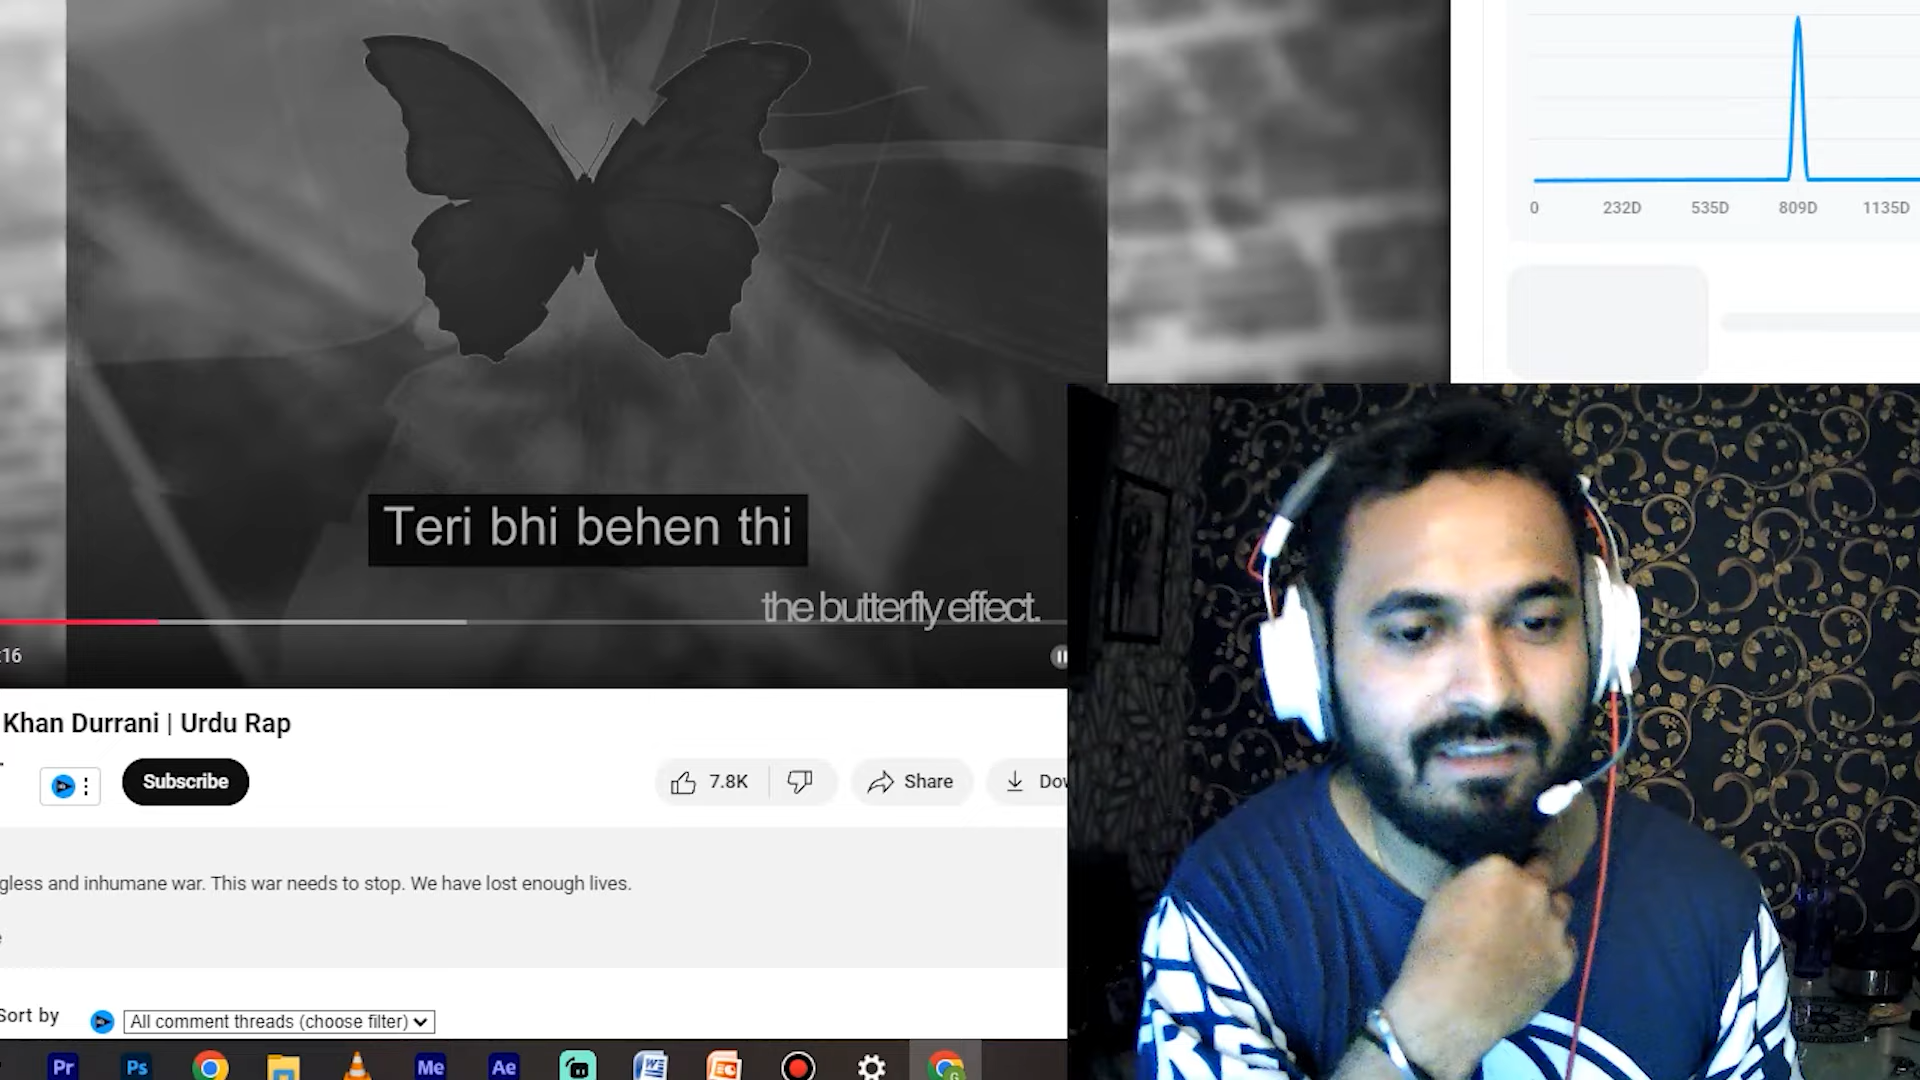 0 232D 535D 809D 1135D
Teri bhi behen thi
the butterfly effect.
:16
Khan Durrani | Urdu Rap
Subscribe
7.8K
Share
Dow
gless and inhumane war. This war needs to stop. We have lost enough lives.
e
Sort by
All comment threads (choose filter)
Pr Ps Me Ae